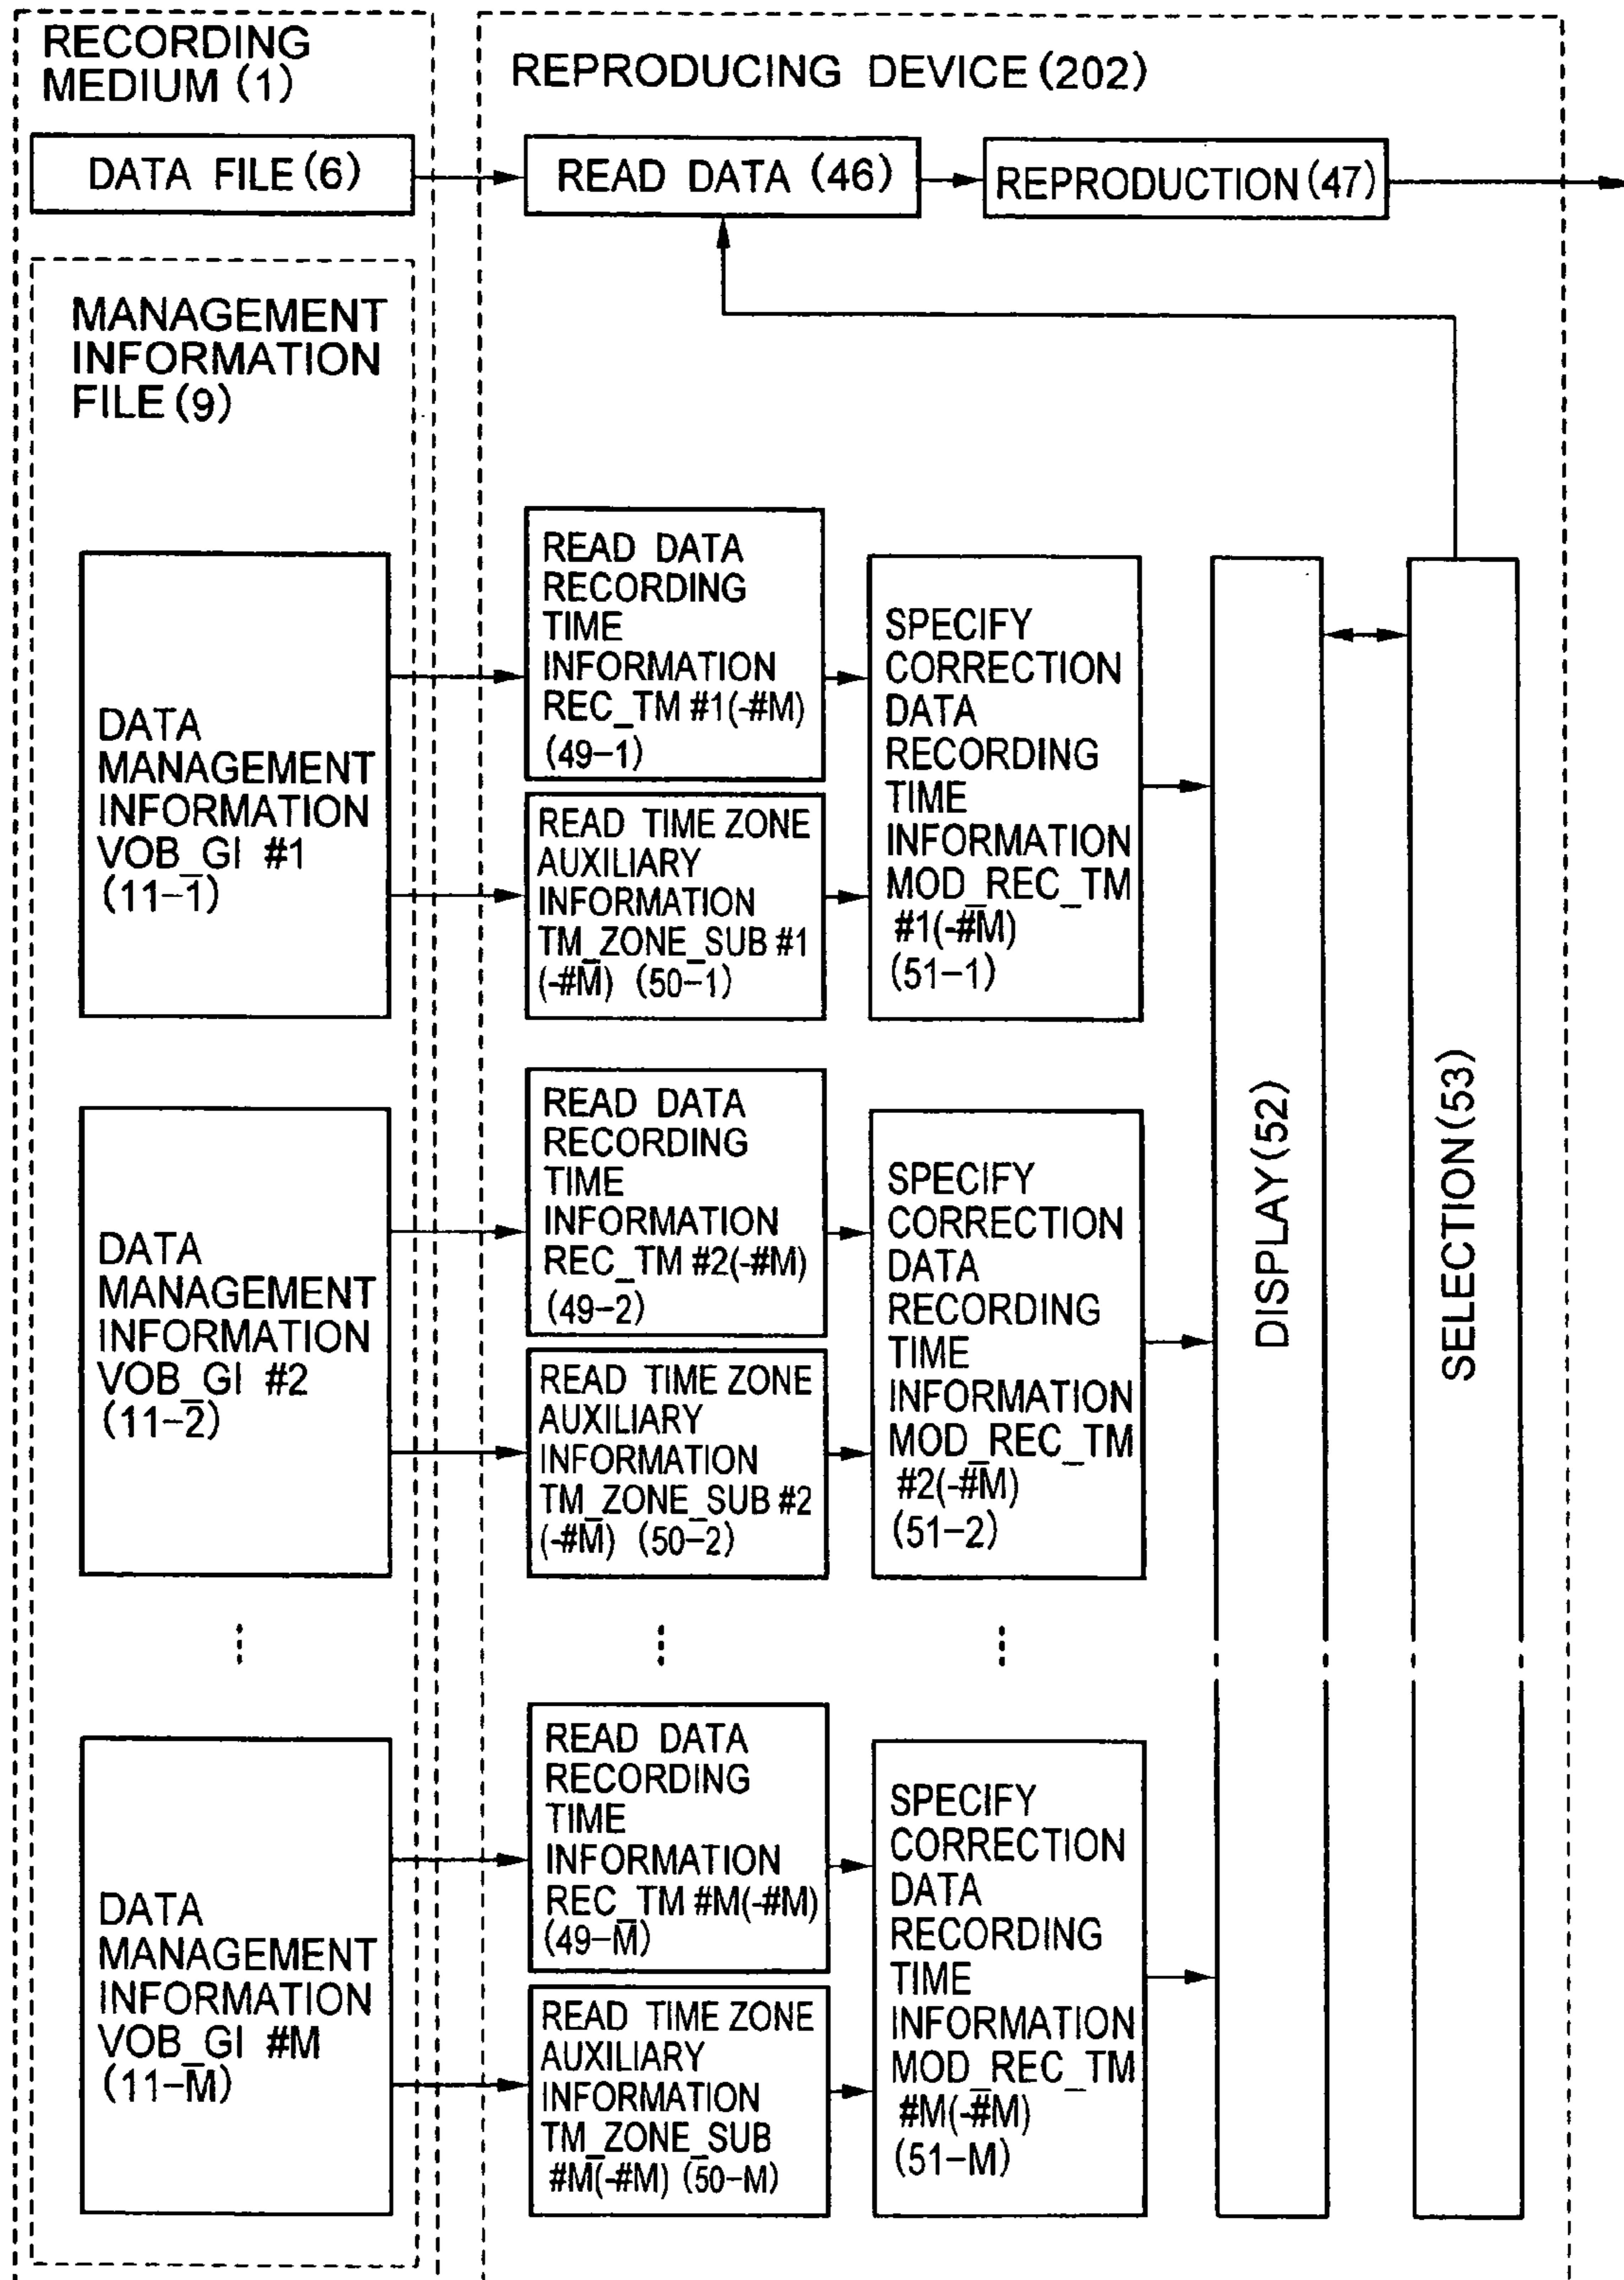 RECORDING
MEDIUM (1)
REPRODUCING DEVICE (202)
DATA FILE (6)
READ DATA (46)
REPRODUCTION (47)
MANAGEMENT
INFORMATION
FILE (9)
DATA
MANAGEMENT
INFORMATION
VOB_GI #1
(11-1)
READ DATA
RECORDING
TIME
INFORMATION
REC_TM #1(-#M)
(49-1)
READ TIME ZONE
AUXILIARY
INFORMATION
TM_ZONE_SUB #1
(-#M) (50-1)
SPECIFY
CORRECTION
DATA
RECORDING
TIME
INFORMATION
MOD_REC_TM
#1(-#M)
(51-1)
DISPLAY (52)
SELECTION (53)
DATA
MANAGEMENT
INFORMATION
VOB_GI #2
(11-2)
READ DATA
RECORDING
TIME
INFORMATION
REC_TM #2(-#M)
(49-2)
READ TIME ZONE
AUXILIARY
INFORMATION
TM_ZONE_SUB #2
(-#M) (50-2)
SPECIFY
CORRECTION
DATA
RECORDING
TIME
INFORMATION
MOD_REC_TM
#2(-#M)
(51-2)
DATA
MANAGEMENT
INFORMATION
VOB_GI #M
(11-M)
READ DATA
RECORDING
TIME
INFORMATION
REC_TM #M(-#M)
(49-M)
READ TIME ZONE
AUXILIARY
INFORMATION
TM_ZONE_SUB
#M(-#M) (50-M)
SPECIFY
CORRECTION
DATA
RECORDING
TIME
INFORMATION
MOD_REC_TM
#M(-#M)
(51-M)